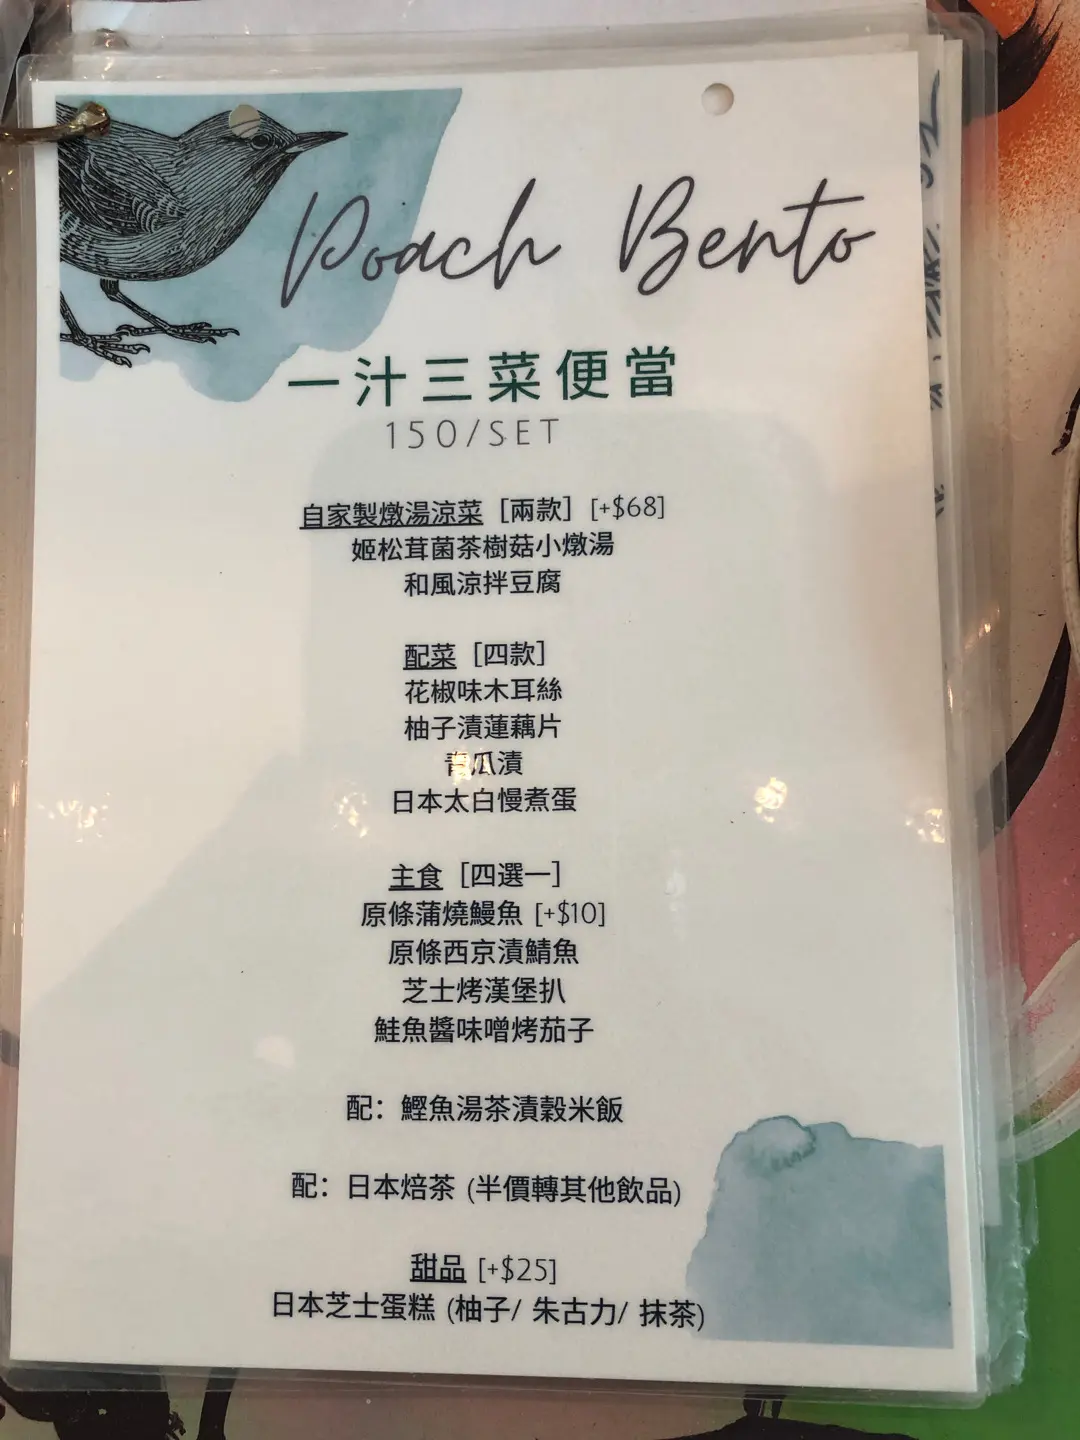 Poach Bento
一汁三菜便當
150/SET
自家製燉湯涼菜 [兩款] [+$68]
姬松茸菌茶樹菇小燉湯
和風涼拌豆腐
配菜 [四款]
花椒味木耳絲
柚子漬蓮藕片
青瓜漬
日本太白慢煮蛋
主食 [四選一]
原條蒲燒鰻魚 [+$10]
原條西京漬鯖魚
芝士烤漢堡扒
鮭魚醬味噌烤茄子
配：鰹魚湯茶漬穀米飯
配：日本焙茶 (半價轉其他飲品)
甜品 [+$25]
日本芝士蛋糕 (柚子/ 朱古力/ 抹茶)